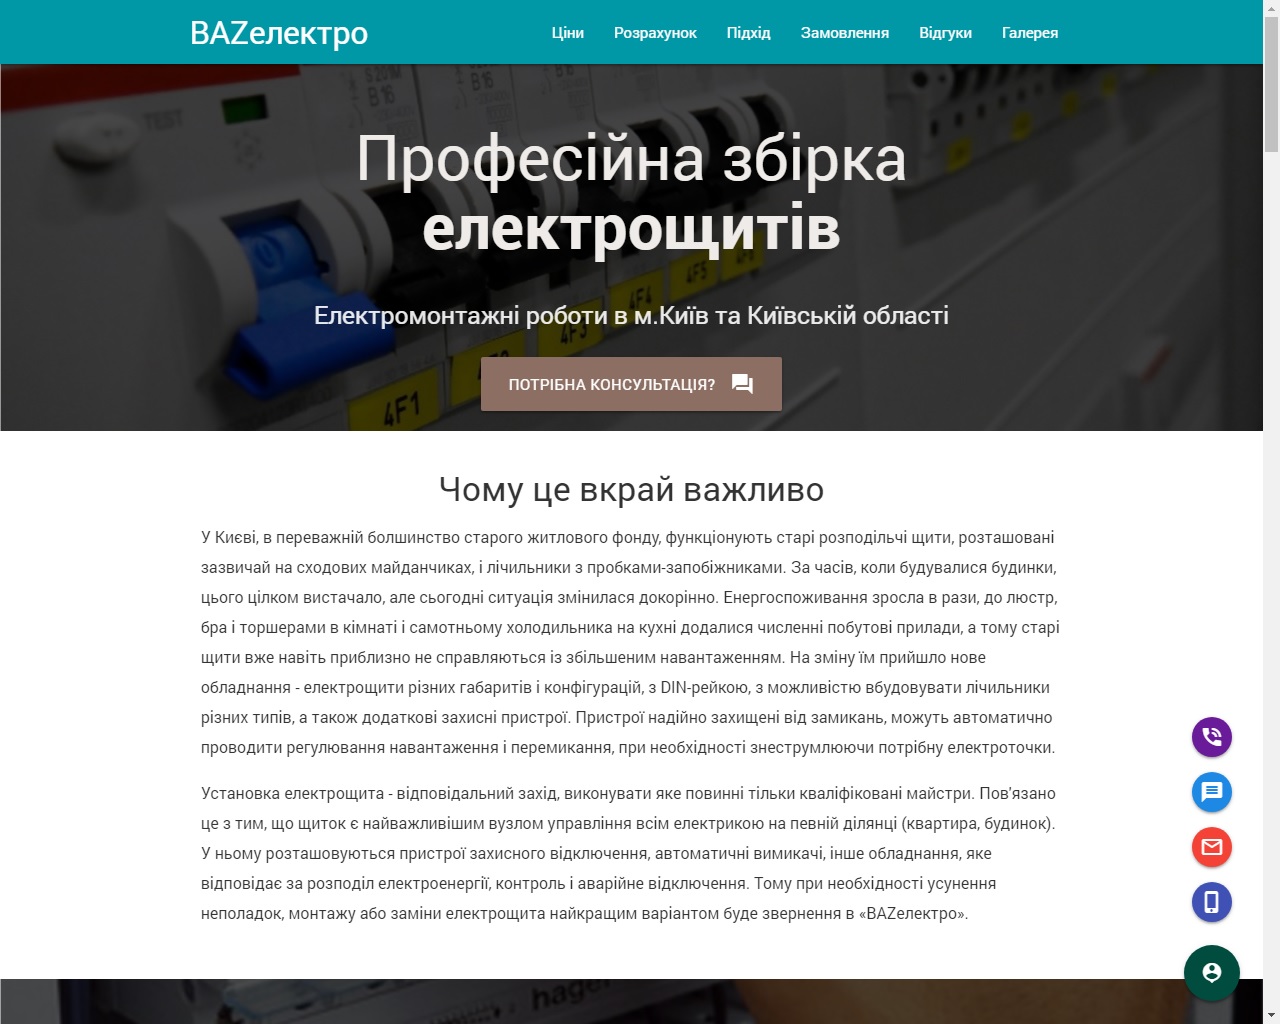 BAZелектро
Ціни Розрахунок Підхід Замовлення Відгуки Галерея
TEST
S 201M
B 16
B 16
Професійна збірка
електрощитів
4F1
4F3
4F4
4F5
Електромонтажні роботи в м.Київ та Київській області
ПОТРІБНА КОНСУЛЬТАЦІЯ?
Чому це вкрай важливо
У Києві, в переважній болшинство старого житлового фонду, функціонують старі розподільчі щити, розташовані
зазвичай на сходових майданчиках, і лічильники з пробками-запобіжниками. За часів, коли будувалися будинки,
цього цілком вистачало, але сьогодні ситуація змінилася докорінно. Енергоспоживання зросла в рази, до люстр,
бра і торшерами в кімнаті і самотньому холодильника на кухні додалися численні побутові прилади, а тому старі
щити вже навіть приблизно не справляються із збільшеним навантаженням. На зміну їм прийшло нове
обладнання - електрощити різних габаритів і конфігурацій, з DIN-рейкою, з можливістю вбудовувати лічильники
різних типів, а також додаткові захисні пристрої. Пристрої надійно захищені від замикань, можуть автоматично
проводити регулювання навантаження і перемикання, при необхідності знеструмлюючи потрібну електроточки.
Установка електрощита - відповідальний захід, виконувати яке повинні тільки кваліфіковані майстри. Пов'язано
це з тим, що щиток є найважливішим вузлом управління всім електрикою на певній ділянці (квартира, будинок).
У ньому розташовуються пристрої захисного відключення, автоматичні вимикачі, інше обладнання, яке
відповідає за розподіл електроенергії, контроль і аварійне відключення. Тому при необхідності усунення
неполадок, монтажу або заміни електрощита найкращим варіантом буде звернення в «BAZелектро».
hager